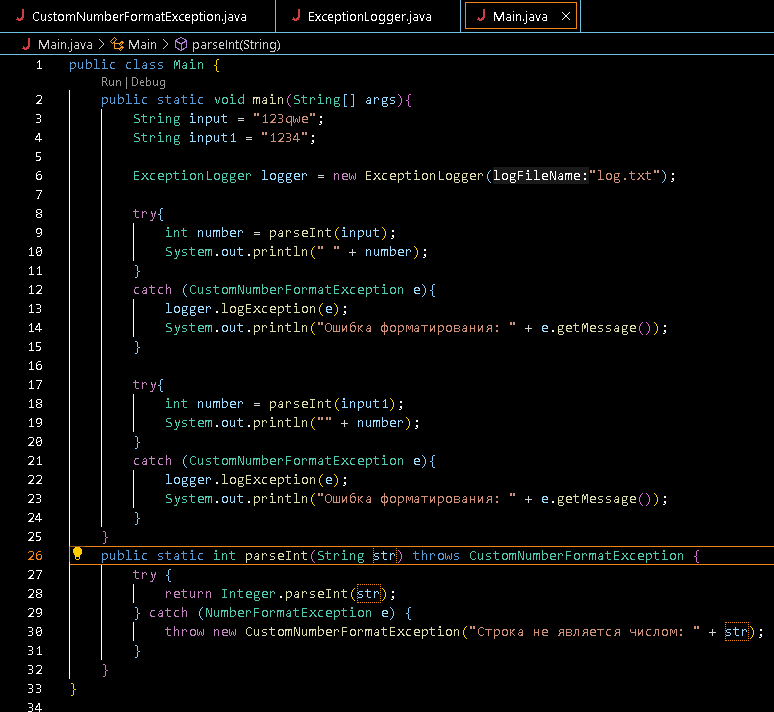 CustomNumberFormatException.java ExceptionLogger.java Main.java ×
Main.java > Main > parseInt(String)
1 public class Main {
Run | Debug
2 public static void main(String[] args){
3 String input = "123qwe";
4 String input1 = "1234";
5
6 ExceptionLogger logger = new ExceptionLogger(logFileName:"log.txt");
7
8 try{
9 int number = parseInt(input);
10 System.out.println(" " + number);
11 }
12 catch (CustomNumberFormatException e){
13 logger.logException(e);
14 System.out.println("Ошибка форматирования: " + e.getMessage());
15 }
16
17 try{
18 int number = parseInt(input1);
19 System.out.println("" + number);
20 }
21 catch (CustomNumberFormatException e){
22 logger.logException(e);
23 System.out.println("Ошибка форматирования: " + e.getMessage());
24 }
25 }
26 public static int parseInt(String str) throws CustomNumberFormatException {
27 try {
28 return Integer.parseInt(str);
29 } catch (NumberFormatException e) {
30 throw new CustomNumberFormatException("Строка не является числом: " + str);
31 }
32 }
33 }
34